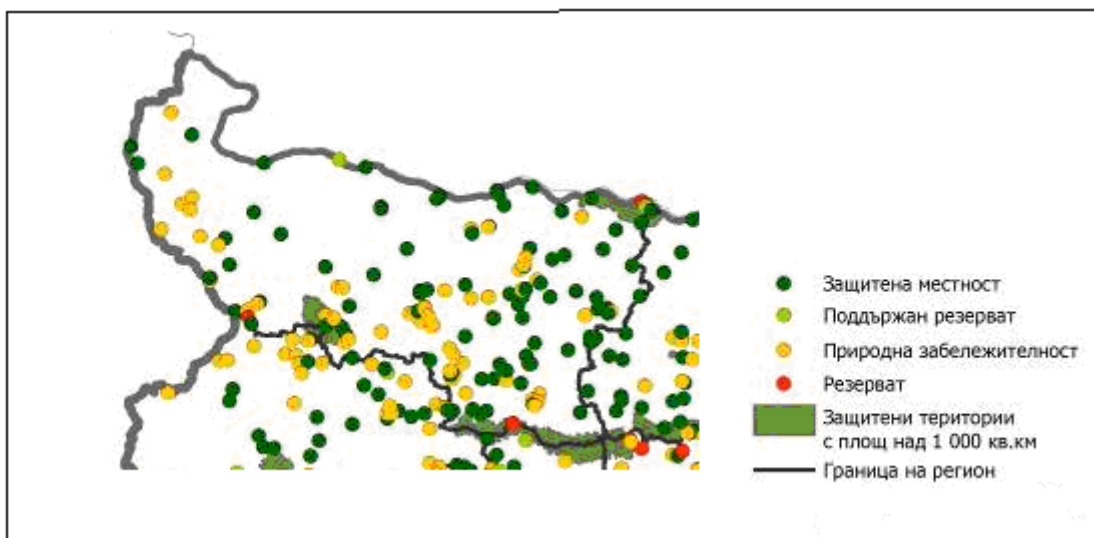 Защитена местност
Поддържан резерват
Природна забележителност
Резерват
Защитени територии
с площ над 1 000 кв.км
Граница на регион